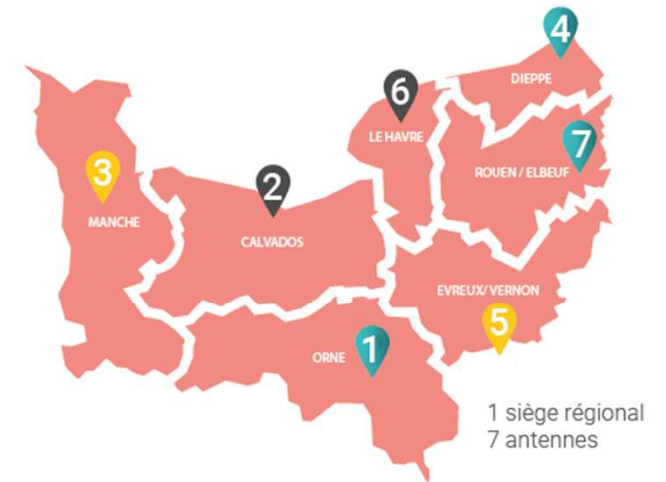 4
DIEPPE
6
LE HAVRE
7
ROUEN / ELBEUF
3
MANCHE
2
CALVADOS
EVREUX/ VERNON
5
1
ORNE
1 siège régional
7 antennes